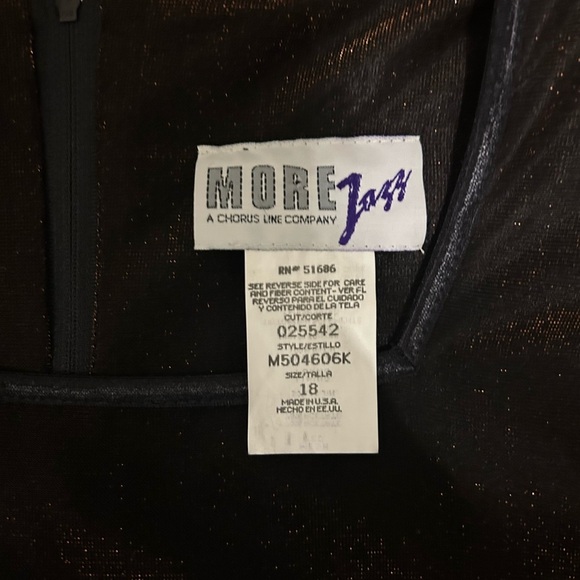 MORE Jazz
A CHORUS LINE COMPANY
RN# 51686
SEE REVERSE SIDE FOR CARE
AND FIBER CONTENT- VER FL
REVERSO PARA EL CUIDADO
Y CONTENIDO DE LA TELA
CUT/CORTE
025542
STYLE/ESTILLO
M504606K
SIZE/TALLA
18
MADE IN U.S.A.
HECHO EN EE.UU.